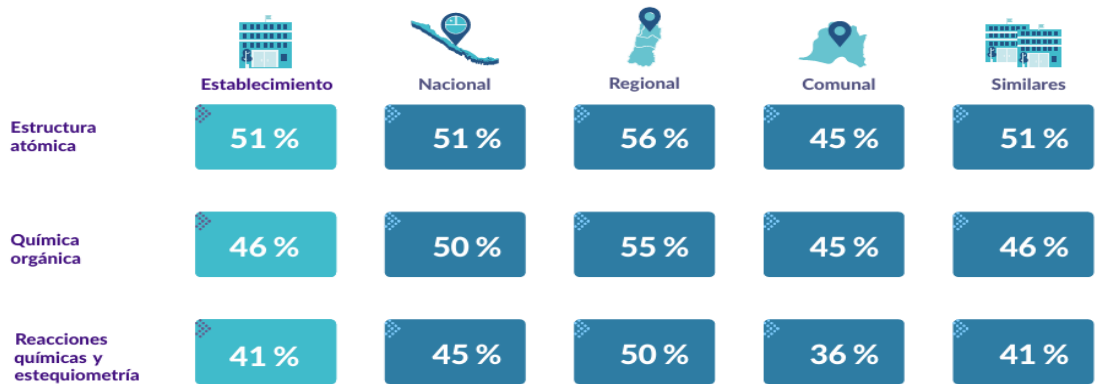 Establecimiento Nacional Regional Comunal Similares
Estructura
atómica
51 % 51 % 56 % 45 % 51 %
Química
orgánica
46 % 50 % 55 % 45 % 46 %
Reacciones
químicas y
estequiometría
41 % 45 % 50 % 36 % 41 %